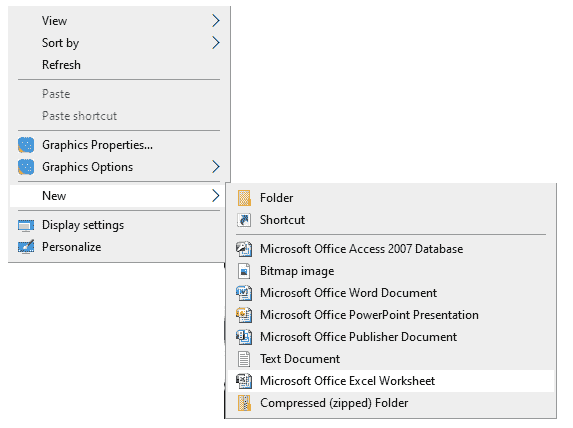 View
Sort by
Refresh
Paste
Paste shortcut
Graphics Properties...
Graphics Options
New
Display settings
Personalize
Folder
Shortcut
Microsoft Office Access 2007 Database
Bitmap image
Microsoft Office Word Document
Microsoft Office PowerPoint Presentation
Microsoft Office Publisher Document
Text Document
Microsoft Office Excel Worksheet
Compressed (zipped) Folder